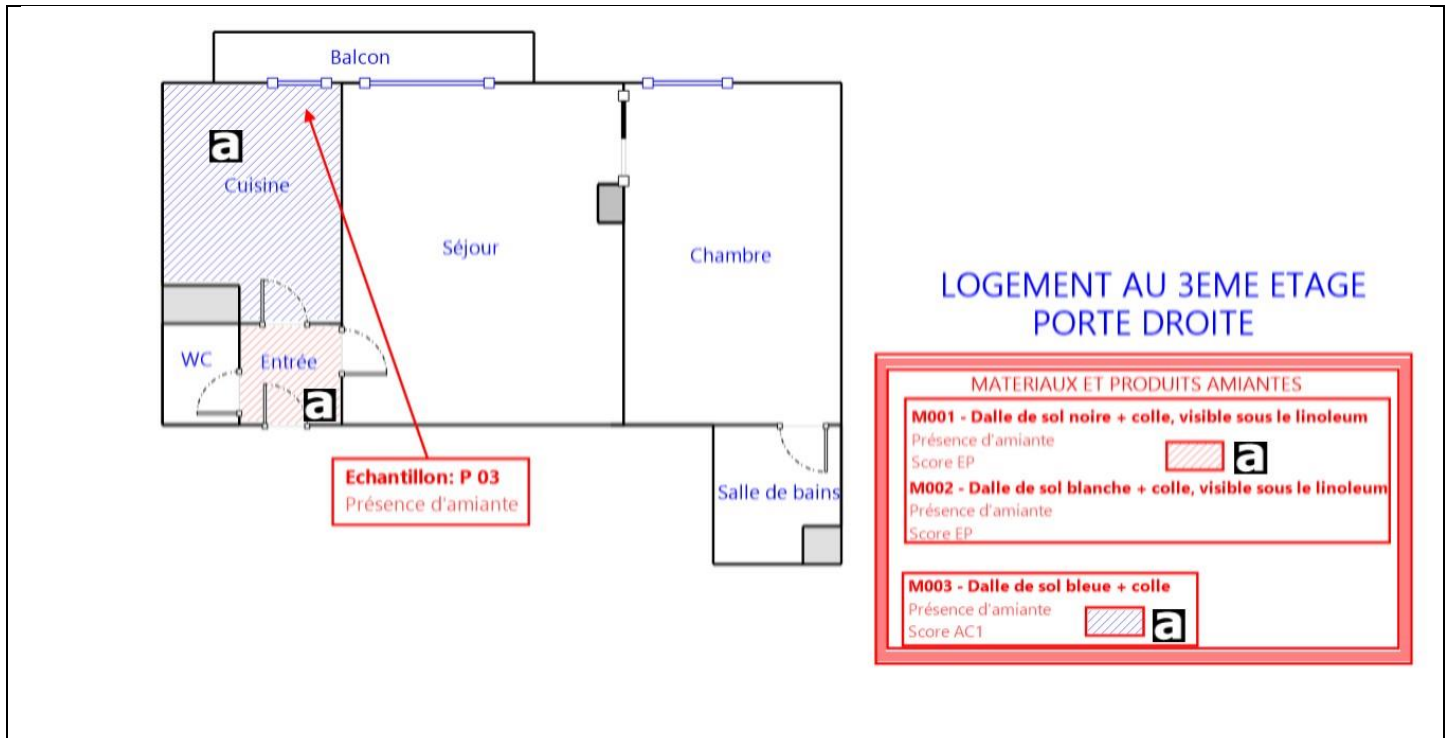 Balcon
a
Cuisine
Séjour
Chambre
WC
Entrée
a
Echantillon: P 03
Présence d'amiante
Salle de bains
LOGEMENT AU 3EME ETAGE
PORTE DROITE
MATERIAUX ET PRODUITS AMIANTES
M001 - Dalle de sol noire + colle, visible sous le linoleum
Présence d'amiante
Score EP
a
M002 - Dalle de sol blanche + colle, visible sous le linoleum
Présence d'amiante
Score EP
M003 - Dalle de sol bleue + colle
Présence d'amiante
Score AC1
a